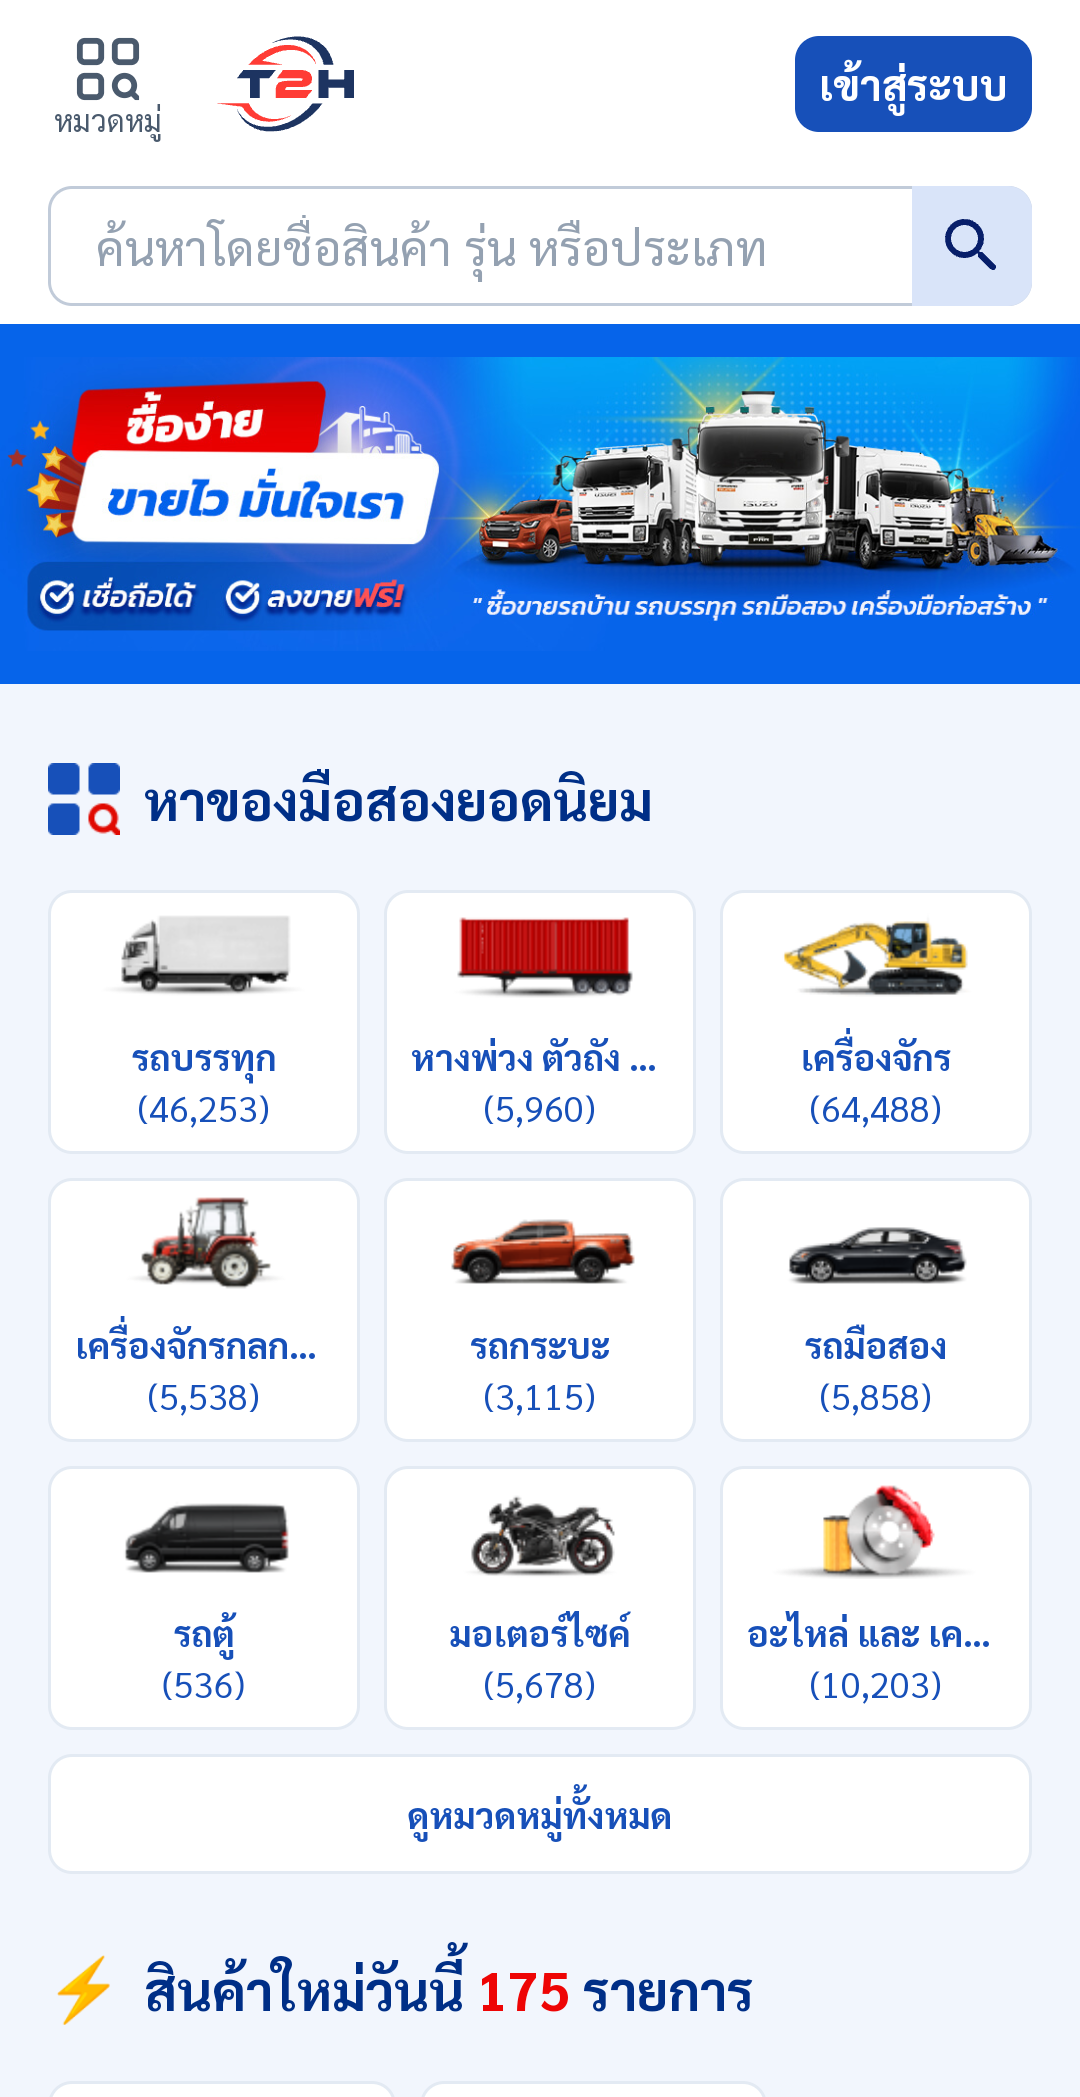 หมวดหมู่
T2H
เข้าสู่ระบบ
ค้นหาโดยชื่อสินค้า รุ่น หรือประเภท
ซื้อง่าย
ขายไว มั่นใจเรา
เชื่อถือได้ ลงขายฟรี!
ISUZU
ISUZU
ISUZU
" ซื้อขายรถบ้าน รถบรรทุก รถมือสอง เครื่องมือก่อสร้าง "
หาของมือสองยอดนิยม
รถบรรทุก
(46,253)
หางพ่วง ตัวถัง ...
(5,960)
เครื่องจักร
(64,488)
เครื่องจักรกลก...
(5,538)
รถกระบะ
(3,115)
รถมือสอง
(5,858)
รถตู้
(536)
มอเตอร์ไซค์
(5,678)
อะไหล่ และ เค...
(10,203)
ดูหมวดหมู่ทั้งหมด
สินค้าใหม่วันนี้ 175 รายการ